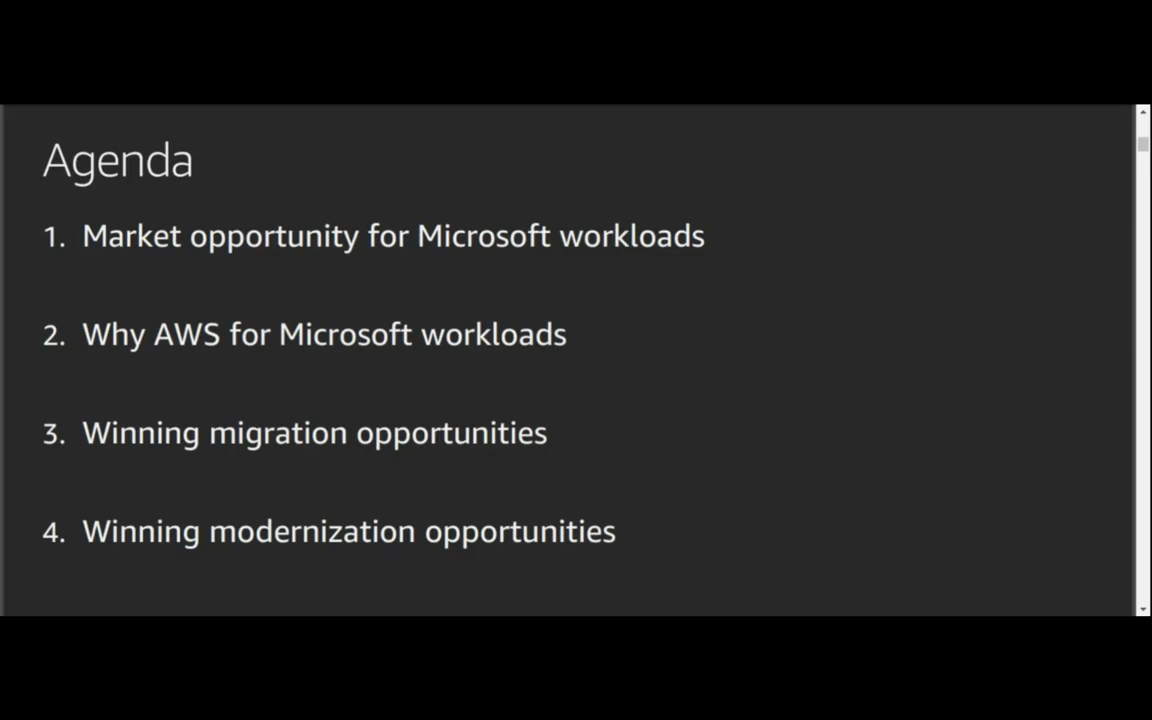 Agenda
1. Market opportunity for Microsoft workloads
2. Why AWS for Microsoft workloads
3. Winning migration opportunities
4. Winning modernization opportunities